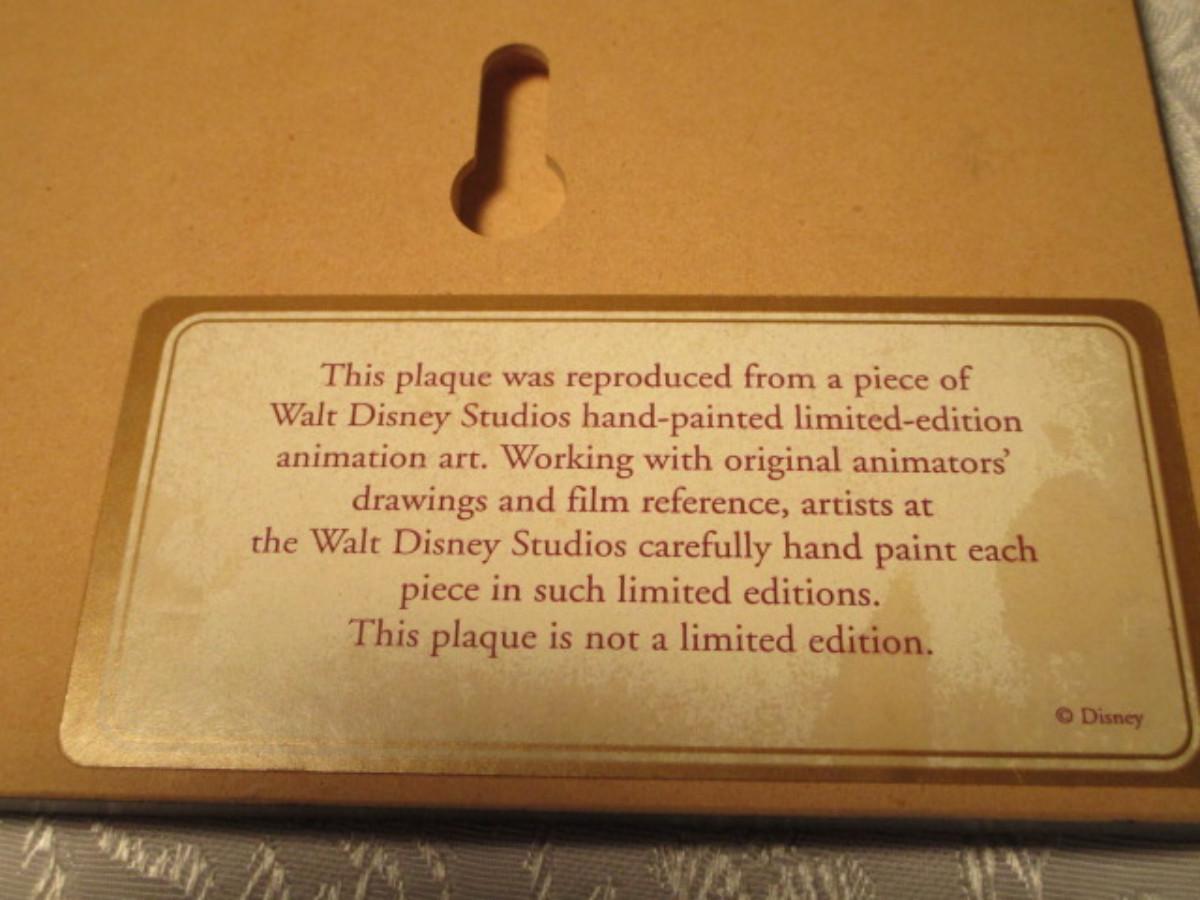 This plaque was reproduced from a piece of
Walt Disney Studios hand-painted limited-edition
animation art. Working with original animators’
drawings and film reference, artists at
the Walt Disney Studios carefully hand paint each
piece in such limited editions.
This plaque is not a limited edition.
© Disney